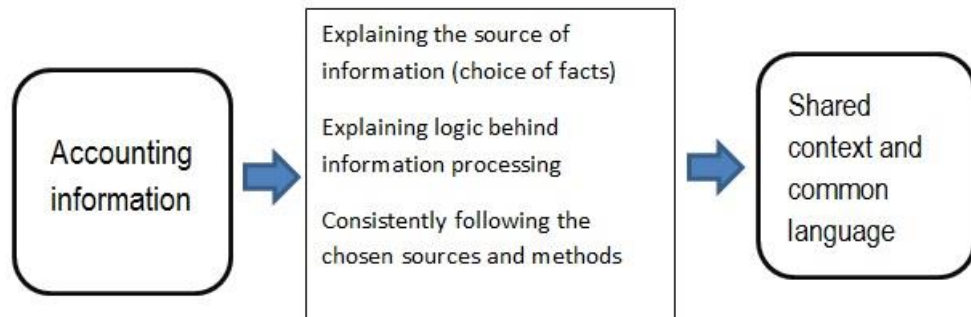 Accounting
information
Explaining the source of
information (choice of facts)
Explaining logic behind
information processing
Consistently following the
chosen sources and methods
Shared
context and
common
language